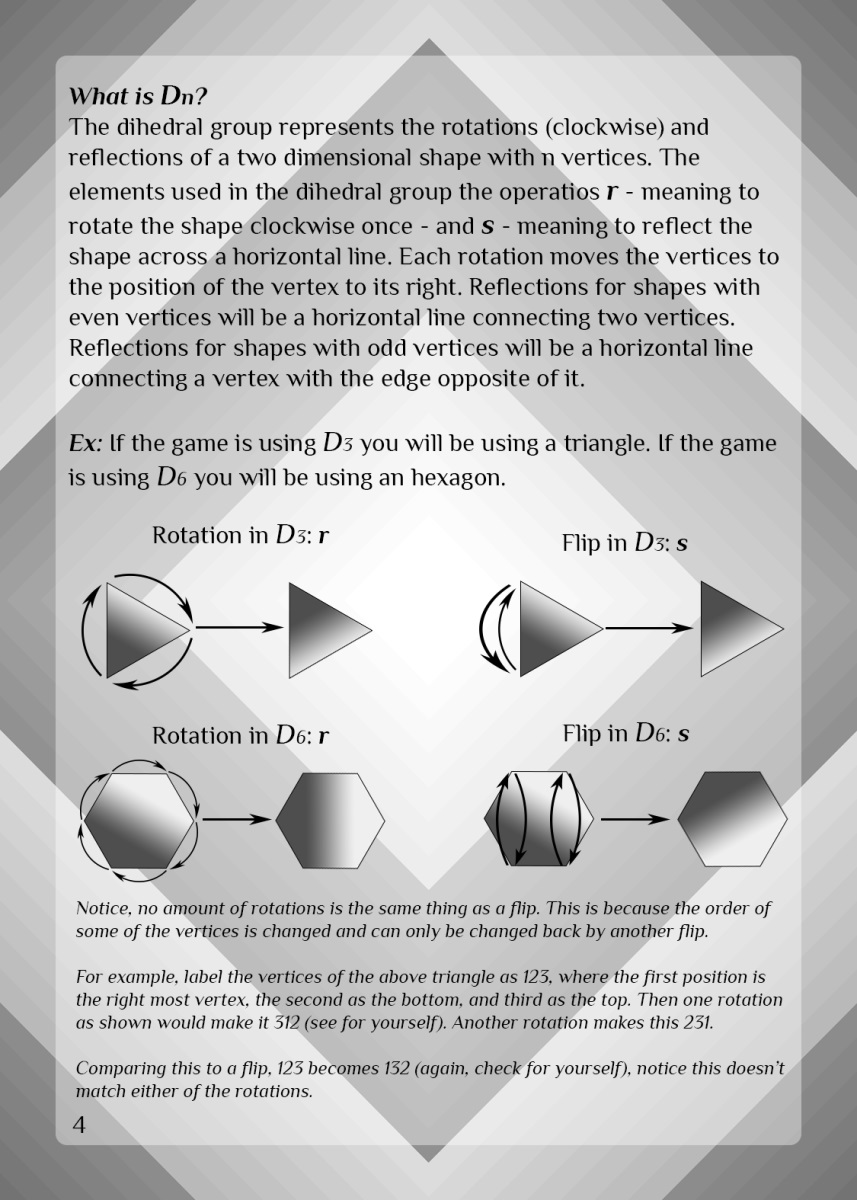 What is Dn?
The dihedral group represents the rotations (clockwise) and
reflections of a two dimensional shape with n vertices. The
elements used in the dihedral group the operatios r - meaning to
rotate the shape clockwise once - and s - meaning to reflect the
shape across a horizontal line. Each rotation moves the vertices to
the position of the vertex to its right. Reflections for shapes with
even vertices will be a horizontal line connecting two vertices.
Reflections for shapes with odd vertices will be a horizontal line
connecting a vertex with the edge opposite of it.
Ex: If the game is using D3 you will be using a triangle. If the game
is using D6 you will be using an hexagon.
Rotation in D3: r
Flip in D3: s
Rotation in D6: r
Flip in D6: s
Notice, no amount of rotations is the same thing as a flip. This is because the order of
some of the vertices is changed and can only be changed back by another flip.
For example, label the vertices of the above triangle as 123, where the first position is
the right most vertex, the second as the bottom, and third as the top. Then one rotation
as shown would make it 312 (see for yourself). Another rotation makes this 231.
Comparing this to a flip, 123 becomes 132 (again, check for yourself), notice this doesn't
match either of the rotations.
4